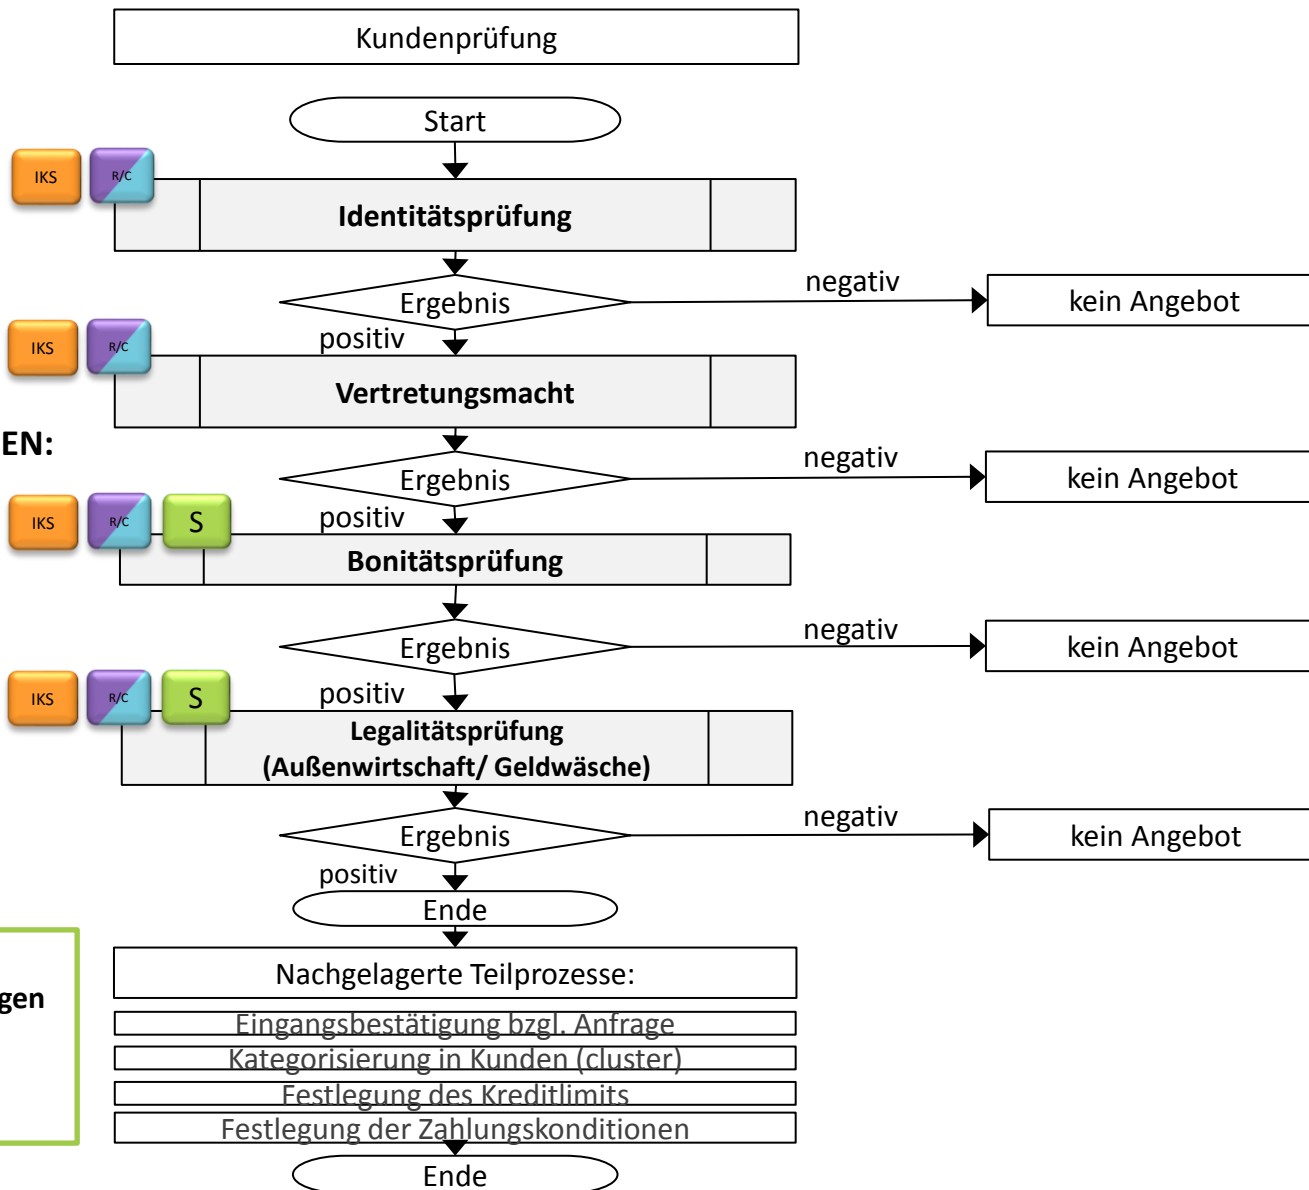 Kundenprüfung
Start
IKS
R/C
Identitätsprüfung
Ergebnis
negativ
kein Angebot
positiv
IKS
R/C
Vertretungsmacht
EN:
Ergebnis
negativ
kein Angebot
positiv
IKS
R/C
S
Bonitätsprüfung
Ergebnis
negativ
kein Angebot
positiv
IKS
R/C
S
Legalitätsprüfung
(Außenwirtschaft/ Geldwäsche)
Ergebnis
negativ
kein Angebot
positiv
Ende
Nachgelagerte Teilprozesse:
gen
Eingangsbestätigung bzgl. Anfrage
Kategorisierung in Kunden (cluster)
Festlegung des Kreditlimits
Festlegung der Zahlungskonditionen
Ende